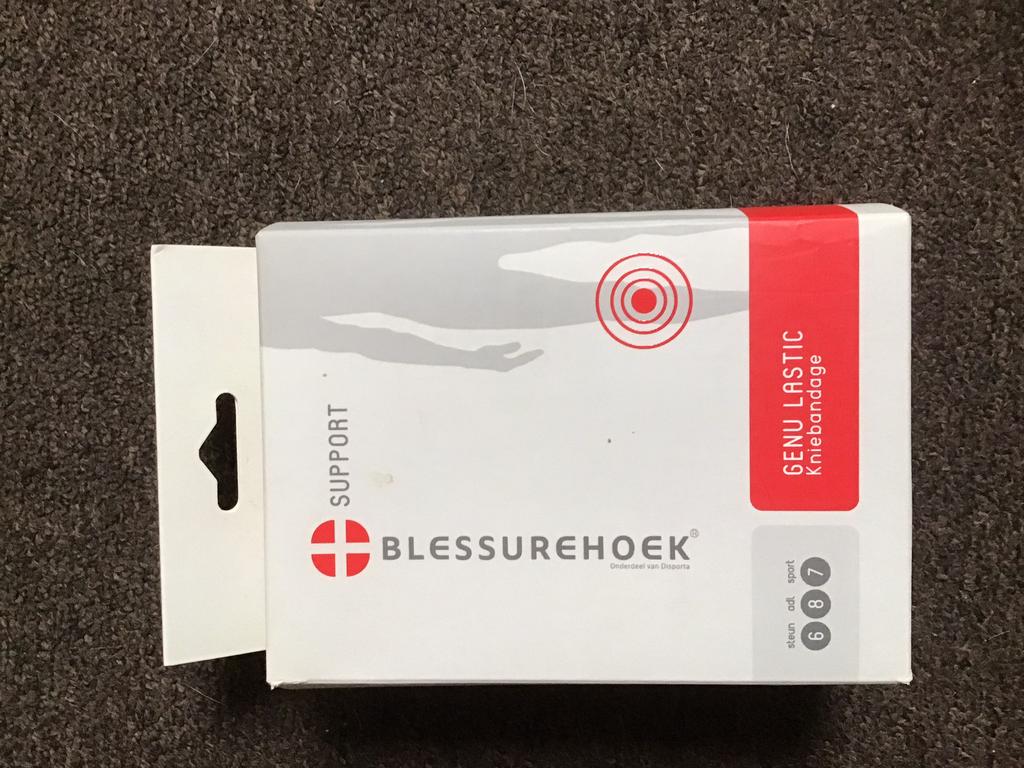 SUPPORT
BLESSUREHOEK®
Onderdeel van Disporta
GENU LASTIC
Kniebandage
steun adl sport
6 8 7